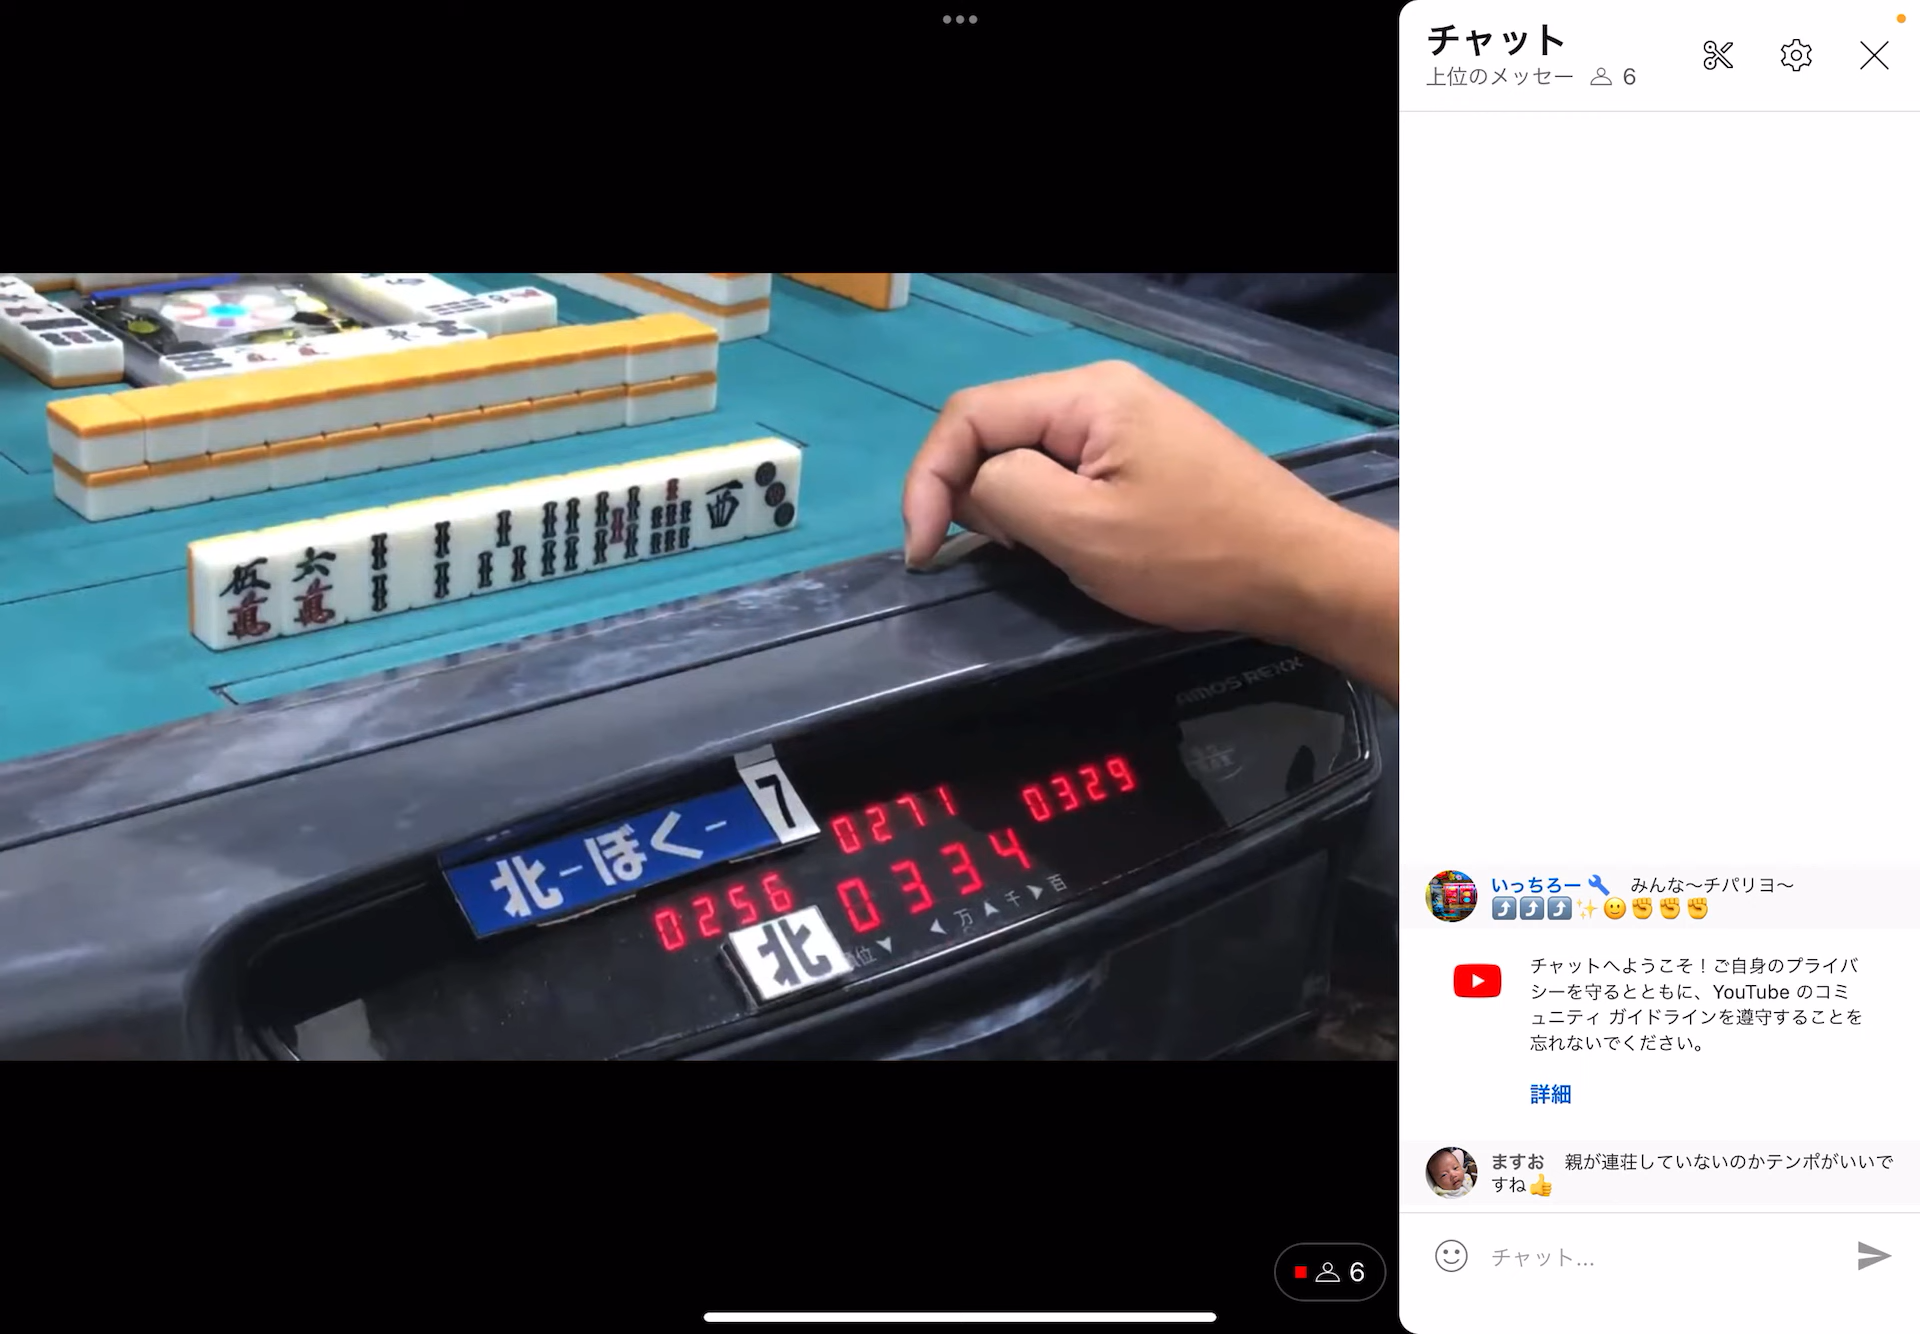 伍 六 西
萬 萬
AMOS REXX
7
北-ぼく-
0271 0329
0256 0334
北
位▼ ◀万▲千▶百
6
チャット
上位のメッセー 6
いっちろー🔧 みんな〜チパリヨ〜
⤴️⤴️⤴️✨🙂✊✊✊
チャットへようこそ！ご自身のプライバ
シーを守るとともに、YouTube のコミ
ュニティ ガイドラインを遵守することを
忘れないでください。
詳細
ますお 親が連荘していないのかテンポがいいで
すね👍
チャット...